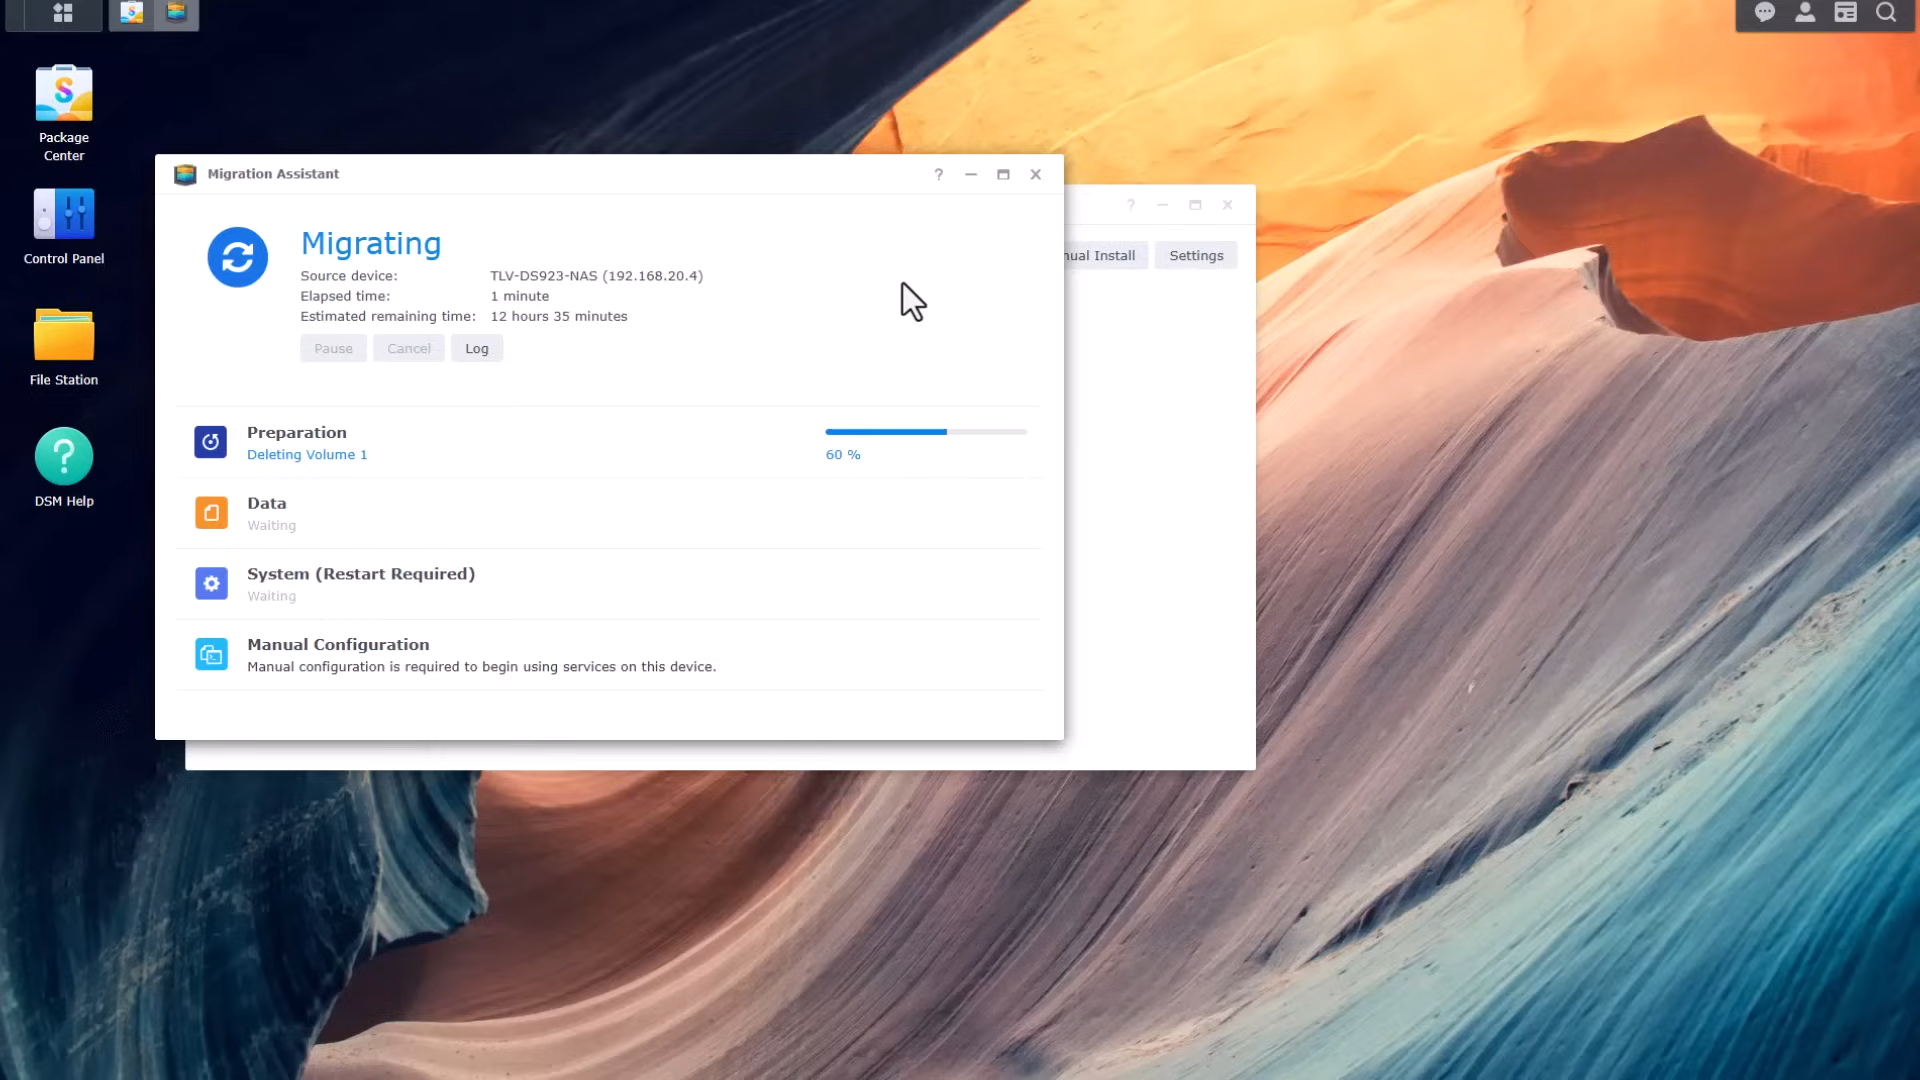 Package
Center
Control Panel
File Station
DSM Help
Migration Assistant
Migrating
Source device: TLV-DS923-NAS (192.168.20.4)
Elapsed time: 1 minute
Estimated remaining time: 12 hours 35 minutes
Pause Cancel Log
Preparation
Deleting Volume 1
60 %
Data
Waiting
System (Restart Required)
Waiting
Manual Configuration
Manual configuration is required to begin using services on this device.
Install Settings